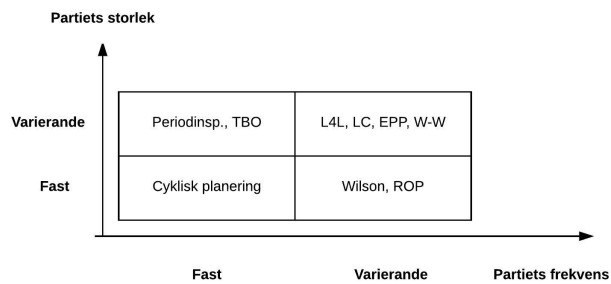 Partiets storlek
Varierande
Periodinsp., TBO
L4L, LC, EPP, W-W
Fast
Cyklisk planering
Wilson, ROP
Fast
Varierande
Partiets frekvens